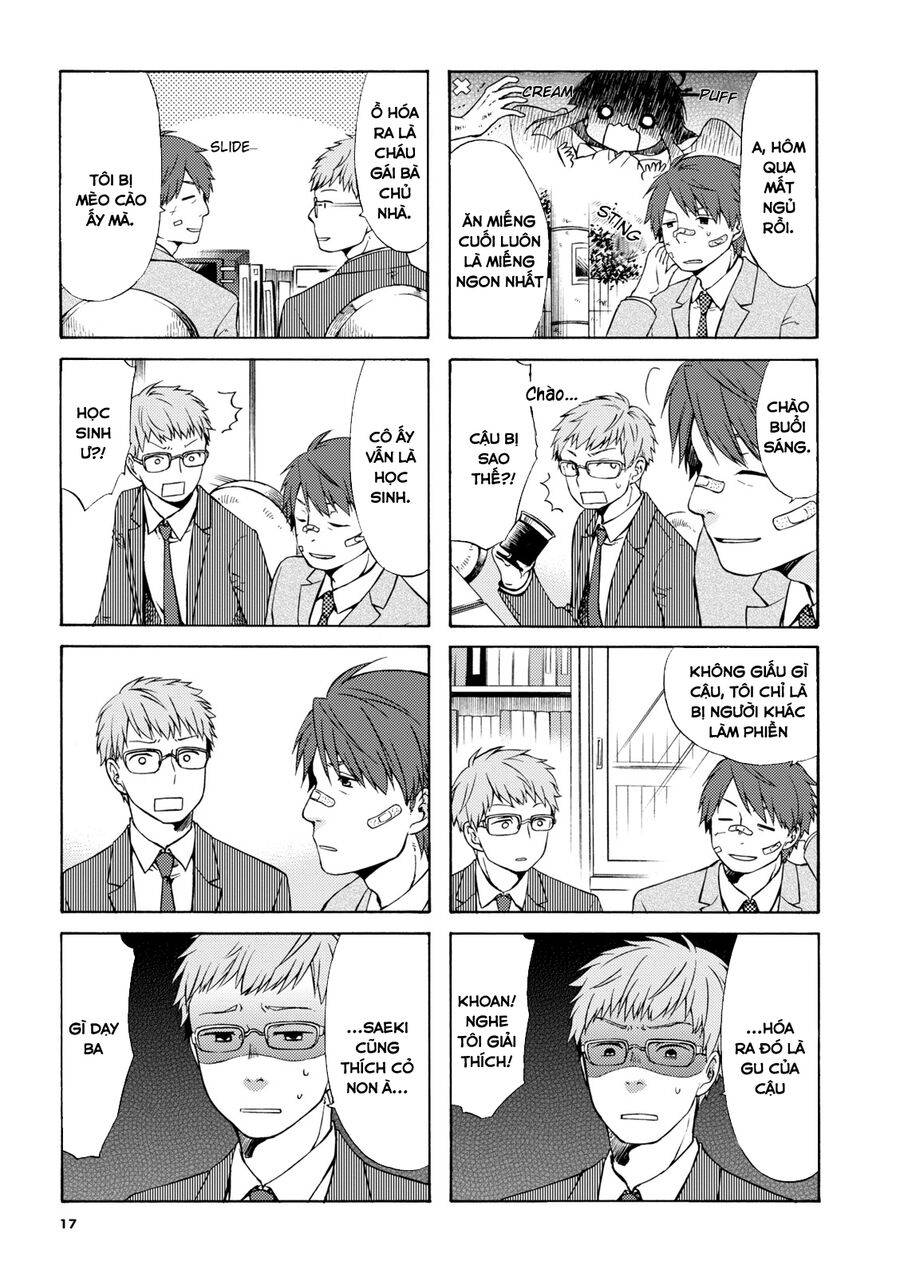 CREAM
PUFF
A, HÔM
QUA
MẤT
NGỦ
RỒI.
STING
ĂN MIẾNG
CUỐI LUÔN
LÀ MIẾNG
NGON NHẤT
CHÀO
BUỔI
SÁNG.
Chào...
CẬU BỊ
SAO
THẾ?!
KHÔNG GIẤU GÌ
CẬU, TÔI CHỈ LÀ
BỊ NGƯỜI KHÁC
LÀM PHIỀN
...HÓA
RA ĐÓ LÀ
GU CỦA
CẬU
KHOAN!
NGHE
TÔI GIẢI
THÍCH!
Ồ HÓA
RA LÀ
CHÁU
GÁI BÀ
CHỦ
NHÀ.
SLIDE
TÔI BỊ
MÈO CÀO
ẤY MÀ.
CÔ ẤY
VẪN LÀ
HỌC
SINH.
HỌC
SINH
Ư?!
...SAEKI
CŨNG
THÍCH CỎ
NON À...
GÌ DẠY
BA
17